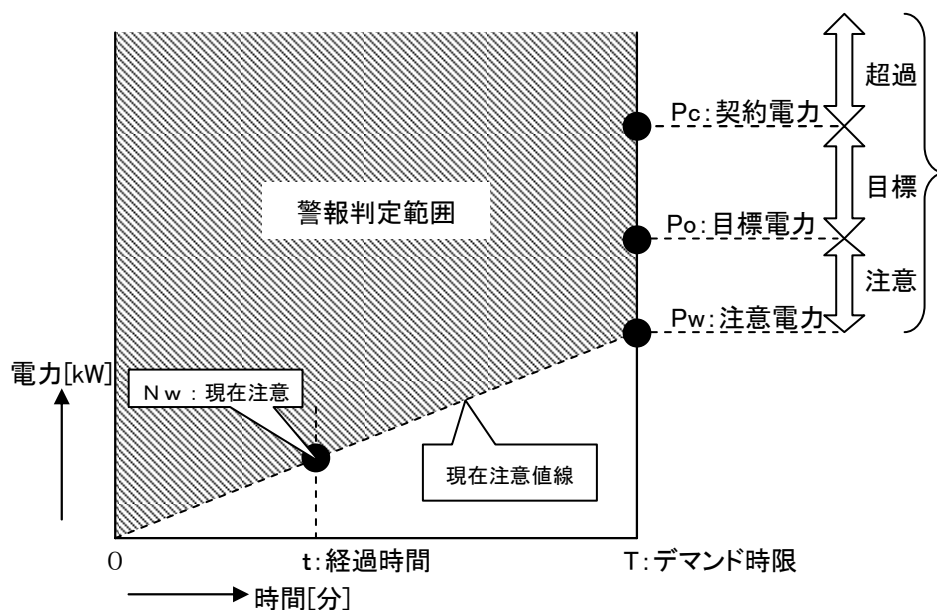 超過
Pc：契約電力
目標
警報判定範囲
Po：目標電力
注意
Pw：注意電力
電力[kW]
Ｎｗ：現在注意
現在注意値線
0
t：経過時間
T：デマンド時限
時間[分]